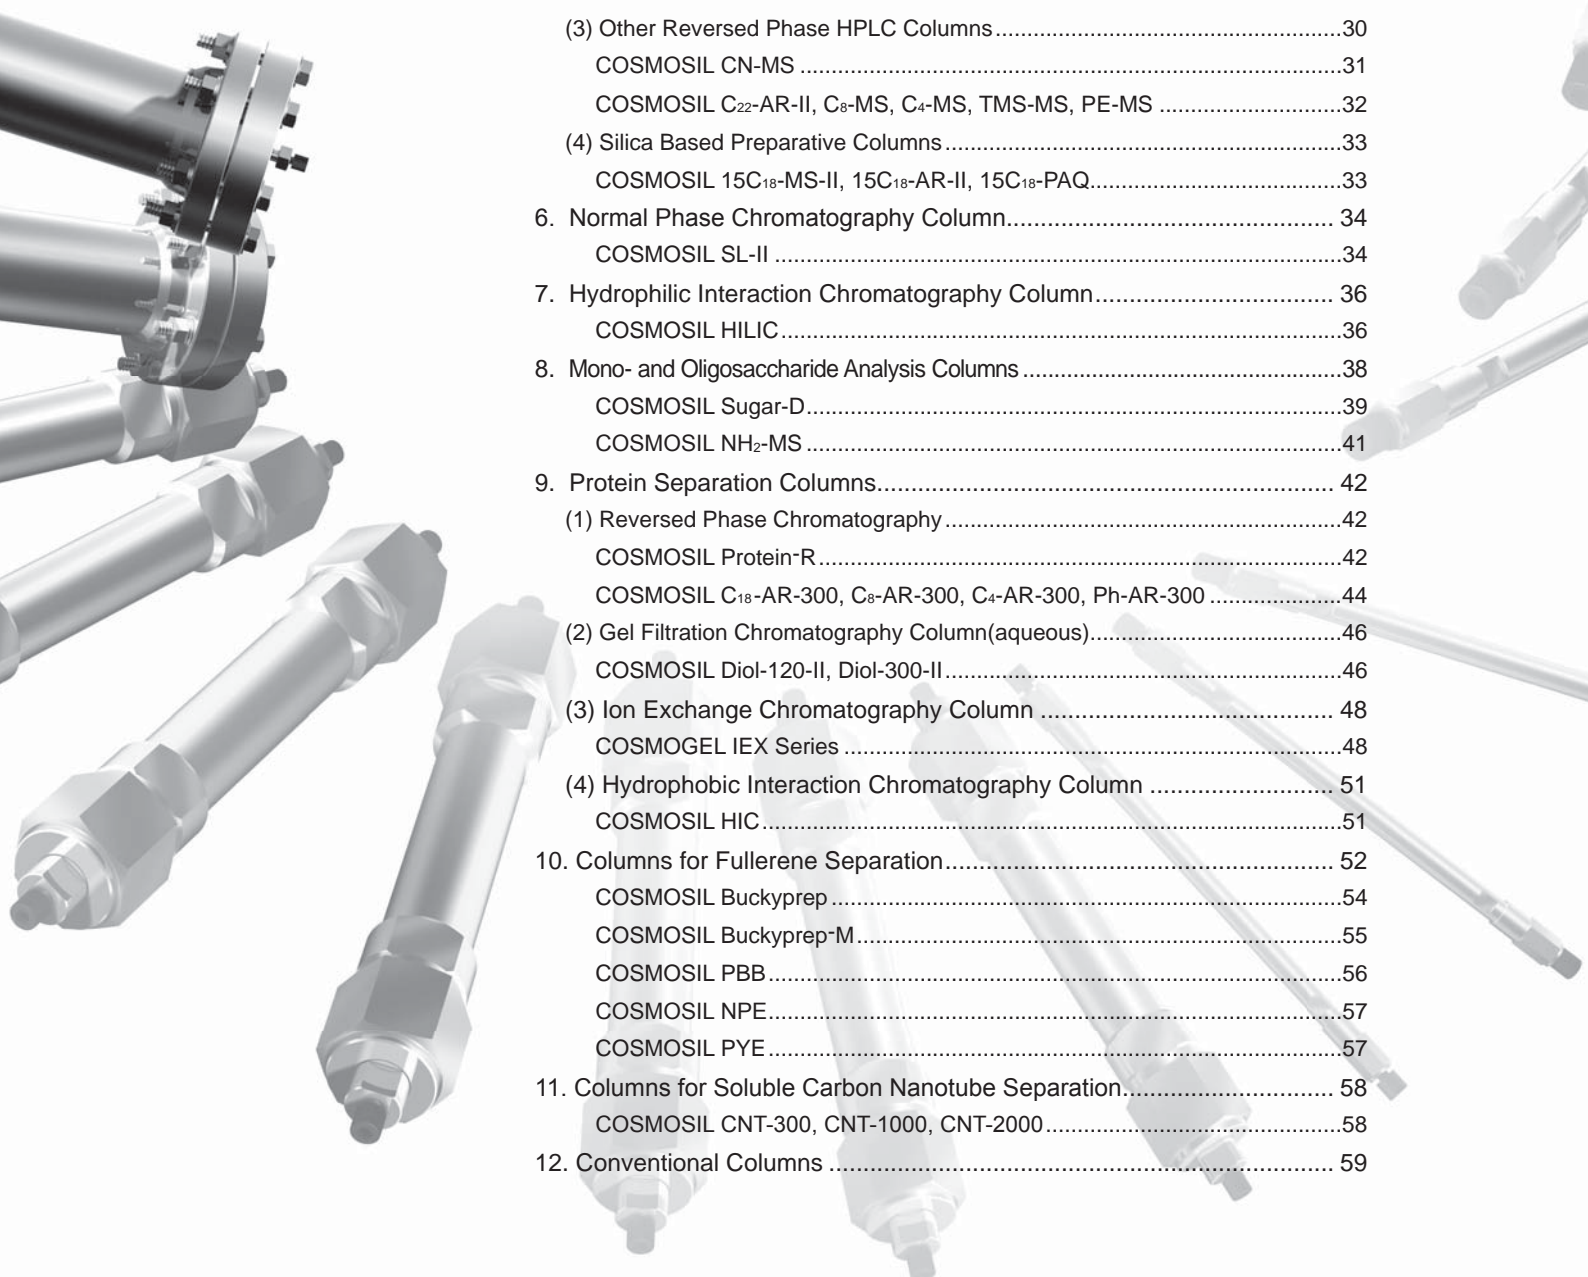 (3) Other Reversed Phase HPLC Columns.......................................................30
COSMOSIL CN-MS ......................................................................................31
COSMOSIL C22-AR-II, C8-MS, C4-MS, TMS-MS, PE-MS .............................32
(4) Silica Based Preparative Columns...............................................................33
COSMOSIL 15C18-MS-II, 15C18-AR-II, 15C18-PAQ........................................33
6. Normal Phase Chromatography Column.................................................... 34
COSMOSIL SL-II ..........................................................................................34
7. Hydrophilic Interaction Chromatography Column...................................... 36
COSMOSIL HILIC.........................................................................................36
8. Mono- and Oligosaccharide Analysis Columns ...................................................38
COSMOSIL Sugar-D.....................................................................................39
COSMOSIL NH2-MS .....................................................................................41
9. Protein Separation Columns......................................................................... 42
(1) Reversed Phase Chromatography ...............................................................42
COSMOSIL Protein-R...................................................................................42
COSMOSIL C18-AR-300, C8-AR-300, C4-AR-300, Ph-AR-300 .....................44
(2) Gel Filtration Chromatography Column(aqueous)........................................46
COSMOSIL Diol-120-II, Diol-300-II...............................................................46
(3) Ion Exchange Chromatography Column ............................................... 48
COSMOGEL IEX Series ...............................................................................48
(4) Hydrophobic Interaction Chromatography Column ............................. 51
COSMOSIL HIC............................................................................................51
10. Columns for Fullerene Separation.............................................................. 52
COSMOSIL Buckyprep .................................................................................54
COSMOSIL Buckyprep-M.............................................................................55
COSMOSIL PBB...........................................................................................56
COSMOSIL NPE...........................................................................................57
COSMOSIL PYE ...........................................................................................57
11. Columns for Soluble Carbon Nanotube Separation................................. 58
COSMOSIL CNT-300, CNT-1000, CNT-2000 ...............................................58
12. Conventional Columns ................................................................................ 59